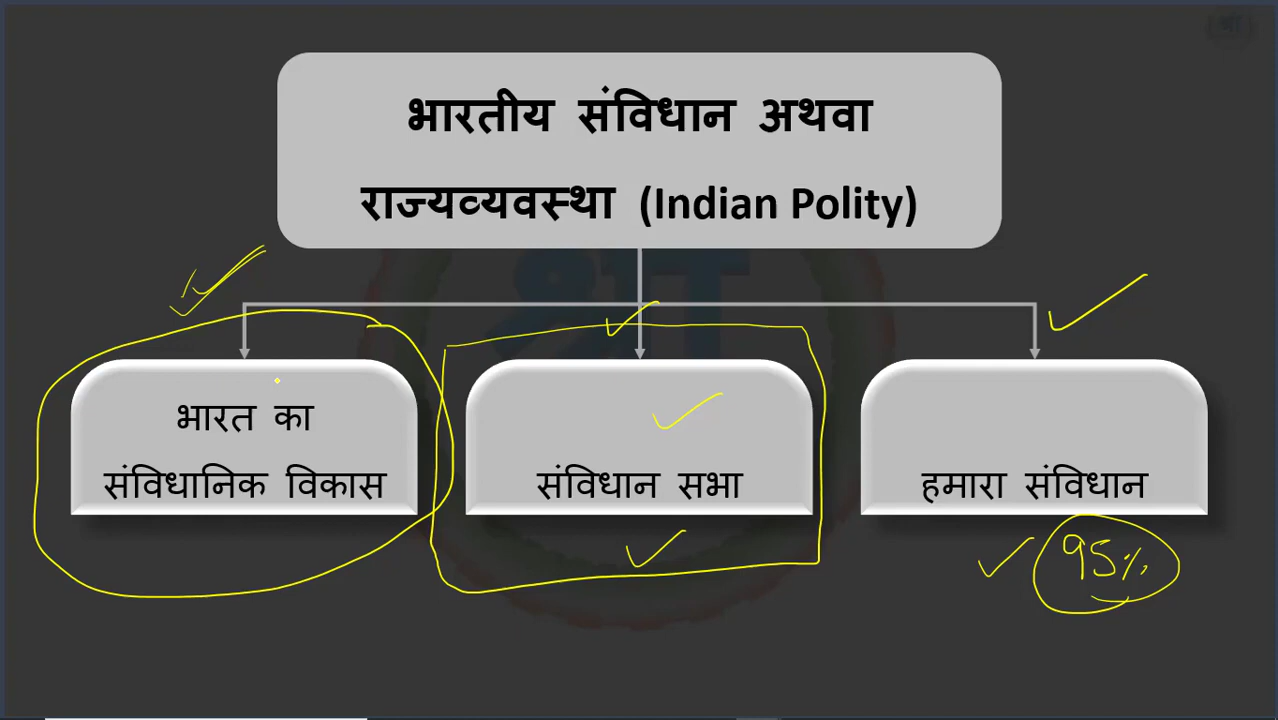 भारतीय संविधान अथवा
राज्यव्यवस्था (Indian Polity)
भारत का
संविधानिक विकास
संविधान सभा
हमारा संविधान
95%
श्री